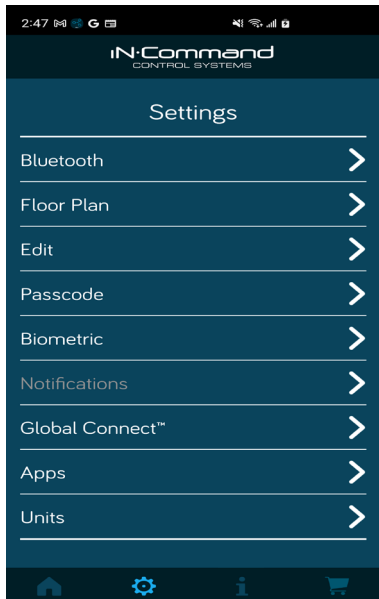 2:47 M G
iN·Command
CONTROL SYSTEMS
Settings
Bluetooth
Floor Plan
Edit
Passcode
Biometric
Notifications
Global Connect™
Apps
Units